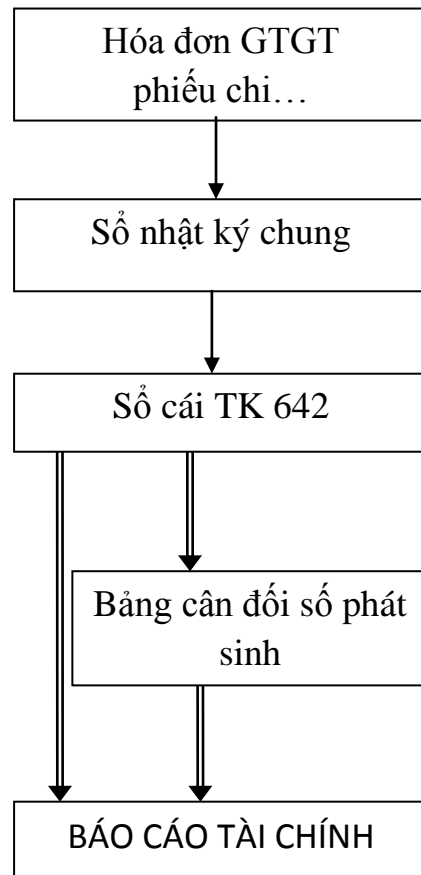 Hóa đơn GTGT
phiếu chi…
Sổ nhật ký chung
Sổ cái TK 642
Bảng cân đối số phát
sinh
BÁO CÁO TÀI CHÍNH